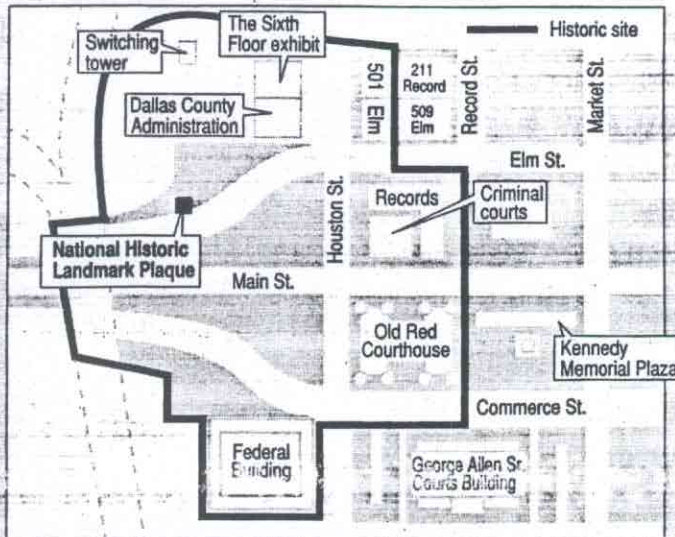 Historic site
The Sixth
Floor exhibit
Switching
tower
Dallas County
Administration
501 Elm
211
Record
509
Elm
Record St.
Market St.
Elm St.
Houston St.
Records
Criminal
courts
National Historic
Landmark Plaque
Main St.
Old Red
Courthouse
Kennedy
Memorial Plaza
Commerce St.
Federal
Building
George Allen Sr.
Courts Building